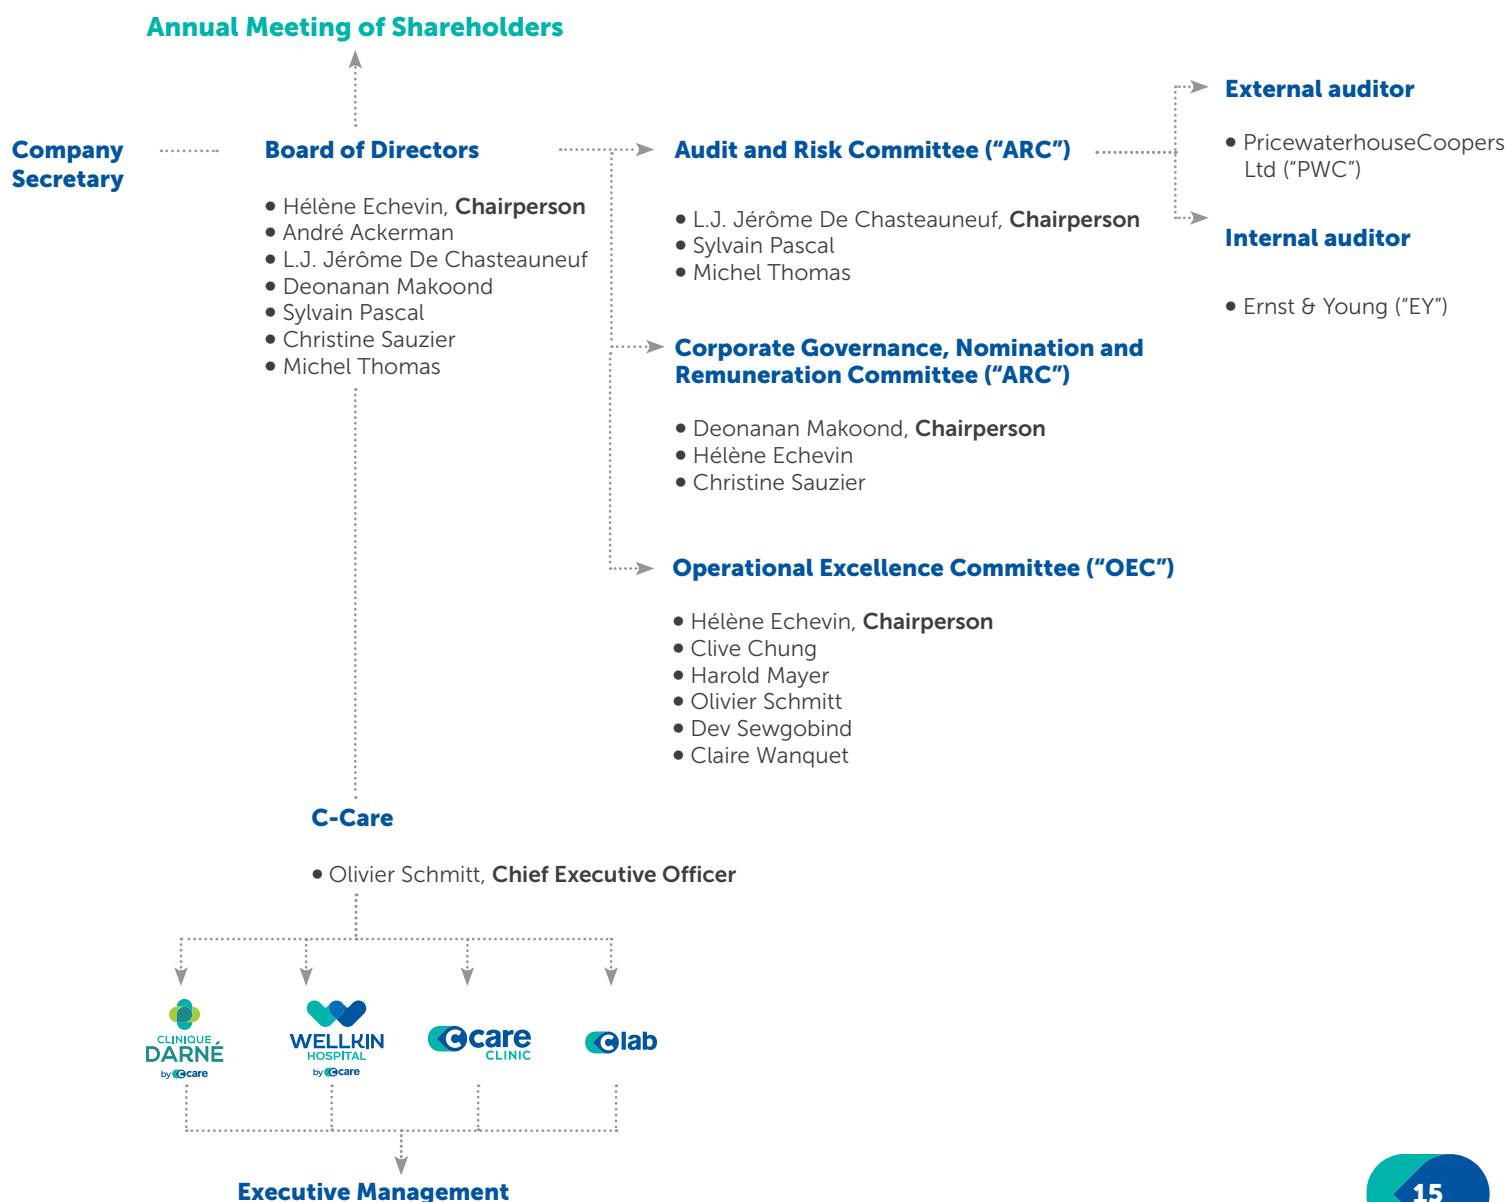 Annual Meeting of Shareholders
Company
Secretary
Board of Directors
• Hélène Echevin, Chairperson
• André Ackerman
• L.J. Jérôme De Chasteauneuf
• Deonanan Makoond
• Sylvain Pascal
• Christine Sauzier
• Michel Thomas
Audit and Risk Committee (“ARC”)
• L.J. Jérôme De Chasteauneuf, Chairperson
• Sylvain Pascal
• Michel Thomas
External auditor
• PricewaterhouseCoopers
Ltd (“PWC”)
Internal auditor
• Ernst & Young (“EY”)
Corporate Governance, Nomination and
Remuneration Committee (“ARC”)
• Deonanan Makoond, Chairperson
• Hélène Echevin
• Christine Sauzier
Operational Excellence Committee (“OEC”)
• Hélène Echevin, Chairperson
• Clive Chung
• Harold Mayer
• Olivier Schmitt
• Dev Sewgobind
• Claire Wanquet
C-Care
• Olivier Schmitt, Chief Executive Officer
CLINIQUE
DARNÉ
by c care
WELLKIN
HOSPITAL
by c care
c care
CLINIC
c lab
Executive Management
15